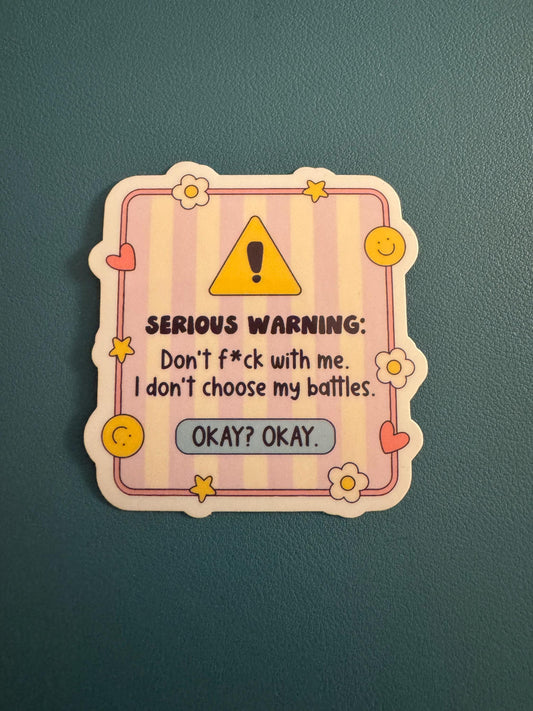 SERIOUS WARNING:
Don't f*ck with me.
I don't choose my battles.
OKAY? OKAY.